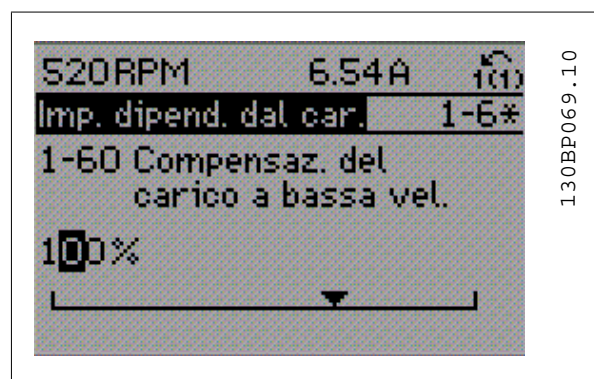 520RPM 6.54A 1(1)
Imp. dipend. dal car. 1-6*
1-60 Compensaz. del
carico a bassa vel.
100%
130BP069.10